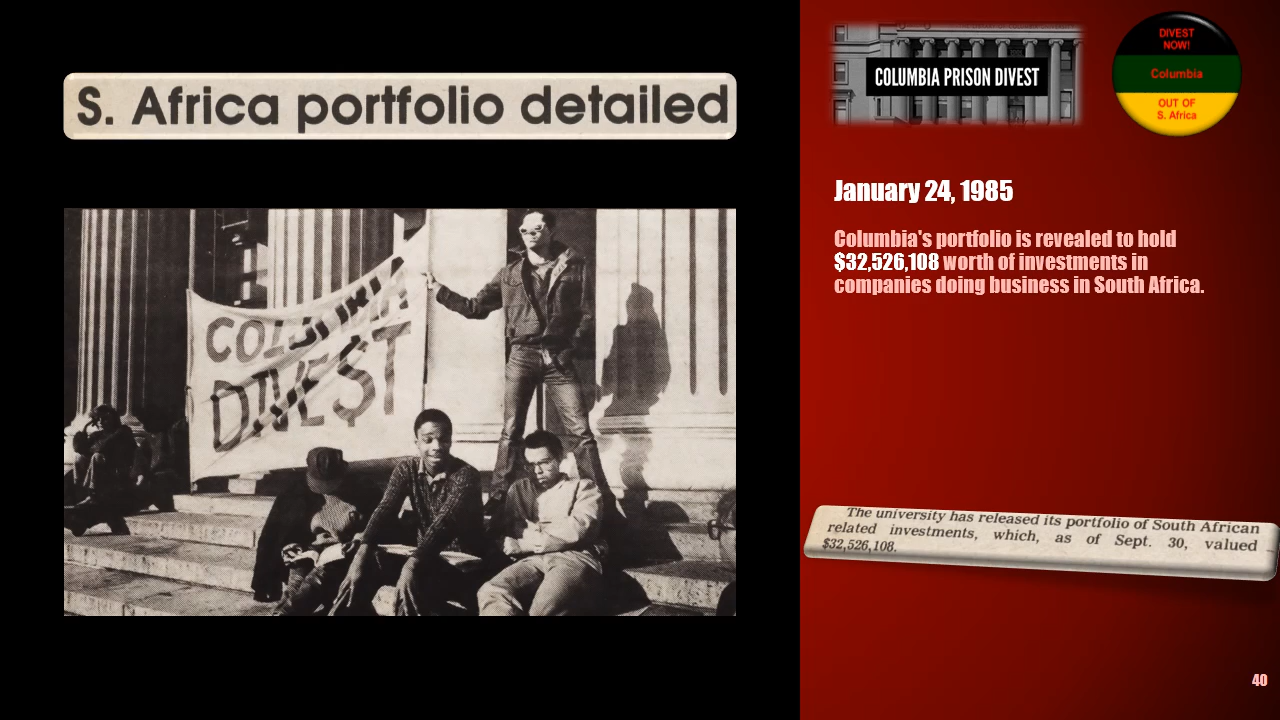 S. Africa portfolio detailed
COLUMBIA
DIVEST
COLUMBIA PRISON DIVEST
DIVEST
NOW!
Columbia
OUT OF
S. Africa
January 24, 1985
Columbia's portfolio is revealed to hold
$32,526,108 worth of investments in
companies doing business in South Africa.
The university has released its portfolio of South African
related investments, which, as of Sept. 30, valued
$32,526,108.
40